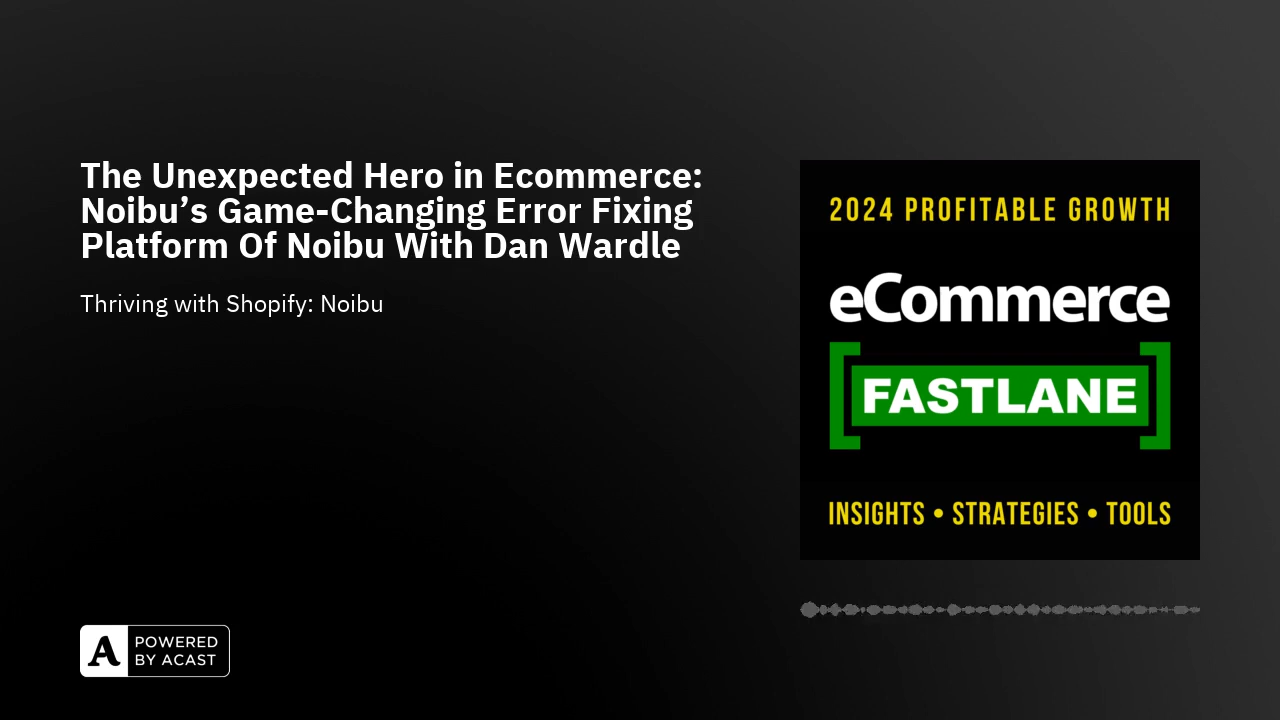 The Unexpected Hero in Ecommerce:
Noibu’s Game-Changing Error Fixing
Platform Of Noibu With Dan Wardle
Thriving with Shopify: Noibu
2024 PROFITABLE GROWTH
eCommerce
FASTLANE
INSIGHTS • STRATEGIES • TOOLS
A
POWERED
BY ACAST